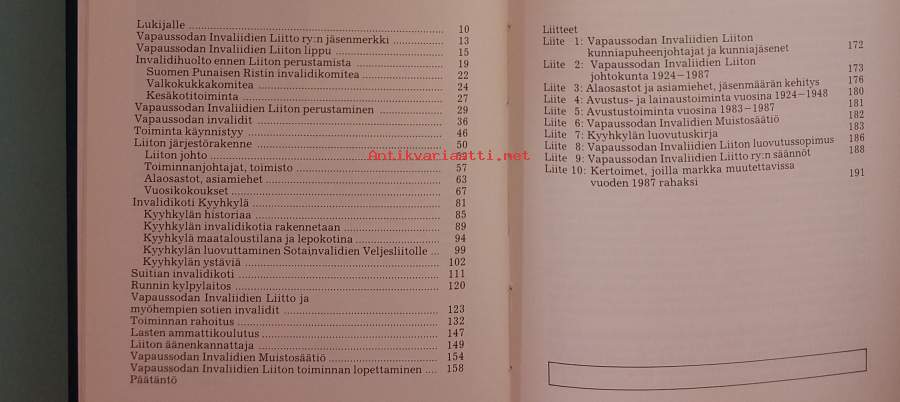 Lukijalle ........ 10
Vapaussodan Invaliidien Liitto ry:n jäsenmerkki ........ 13
Vapaussodan Invaliidien Liiton lippu ........ 15
Invalidihuolto ennen Liiton perustamista ........ 19
Suomen Punaisen Ristin invalidikomitea ........ 22
Valkokukkakomitea ........ 24
Kesäkotitoiminta ........ 27
Vapaussodan Invaliidien Liiton perustaminen ........ 29
Vapaussodan invalidit ........ 36
Toiminta käynnistyy ........ 46
Liiton järjestörakenne ........ 50
Liiton johto ........
Toiminnanjohtajat, toimisto ........ 57
Alaosastot, asiamiehet ........ 63
Vuosikokoukset ........ 67
Invalidikoti Kyyhkylä ........ 81
Kyyhkylän historiaa ........ 85
Kyyhkylän invalidikotia rakennetaan ........ 89
Kyyhkylä maataloustilana ja lepokotina ........ 94
Kyyhkylän luovuttaminen Sotainvalidien Veljesliitolle ... 99
Kyyhkylän ystäviä ........ 102
Suitian invalidikoti ........ 111
Runnin kylpylaitos ........ 120
Vapaussodan Invaliidien Liitto ja
myöhempien sotien invalidit ........ 123
Toiminnan rahoitus ........ 132
Lasten ammattikoulutus ........ 147
Liiton äänenkannattaja ........ 149
Vapaussodan Invalidien Muistosäätiö ........ 154
Vapaussodan Invaliidien Liiton toiminnan lopettaminen .... 158
Päätäntö
Antikvariaatti.net
Liitteet
Liite 1: Vapaussodan Invaliidien Liiton
kunniapuheenjohtajat ja kunniajäsenet 172
Liite 2: Vapaussodan Invaliidien Liiton
johtokunta 1924—1987 173
Liite 3: Alaosastot ja asiamiehet, jäsenmäärän kehitys 176
Liite 4: Avustus- ja lainaustoiminta vuosina 1924—1948 180
Liite 5: Avustustoiminta vuosina 1983—1987 181
Liite 6: Vapaussodan Invalidien Muistosäätiö 182
Liite 7: Kyyhkylän luovutuskirja 183
Liite 8: Vapaussodan Invaliidien Liiton luovutussopimus 186
Liite 9: Vapaussodan Invaliidien Liitto ry:n säännöt 188
Liite 10: Kertoimet, joilla markka muutettavissa
vuoden 1987 rahaksi 191